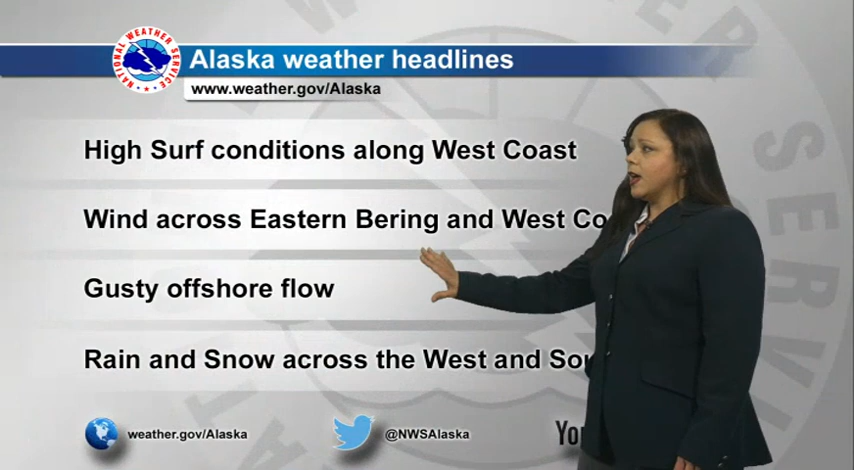 NATIONAL WEATHER SERVICE
Alaska weather headlines
www.weather.gov/Alaska
High Surf conditions along West Coast
Wind across Eastern Bering and West Co
Gusty offshore flow
Rain and Snow across the West and Sou
weather.gov/Alaska
@NWSAlaska
You